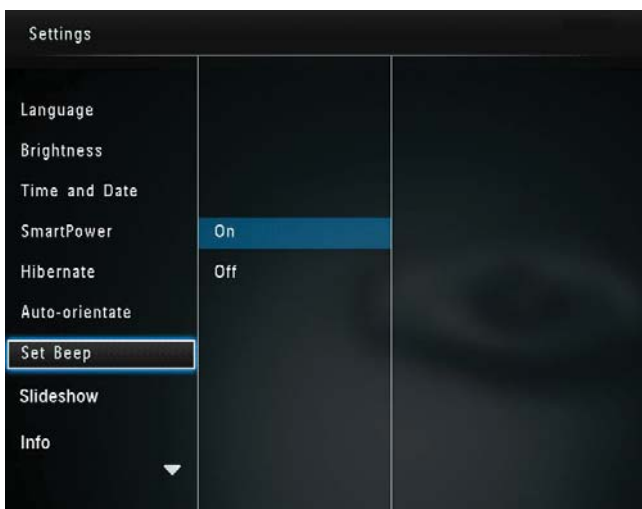 Settings
Language
Brightness
Time and Date
SmartPower
Hibernate
Auto-orientate
Set Beep
Slideshow
Info
On
Off